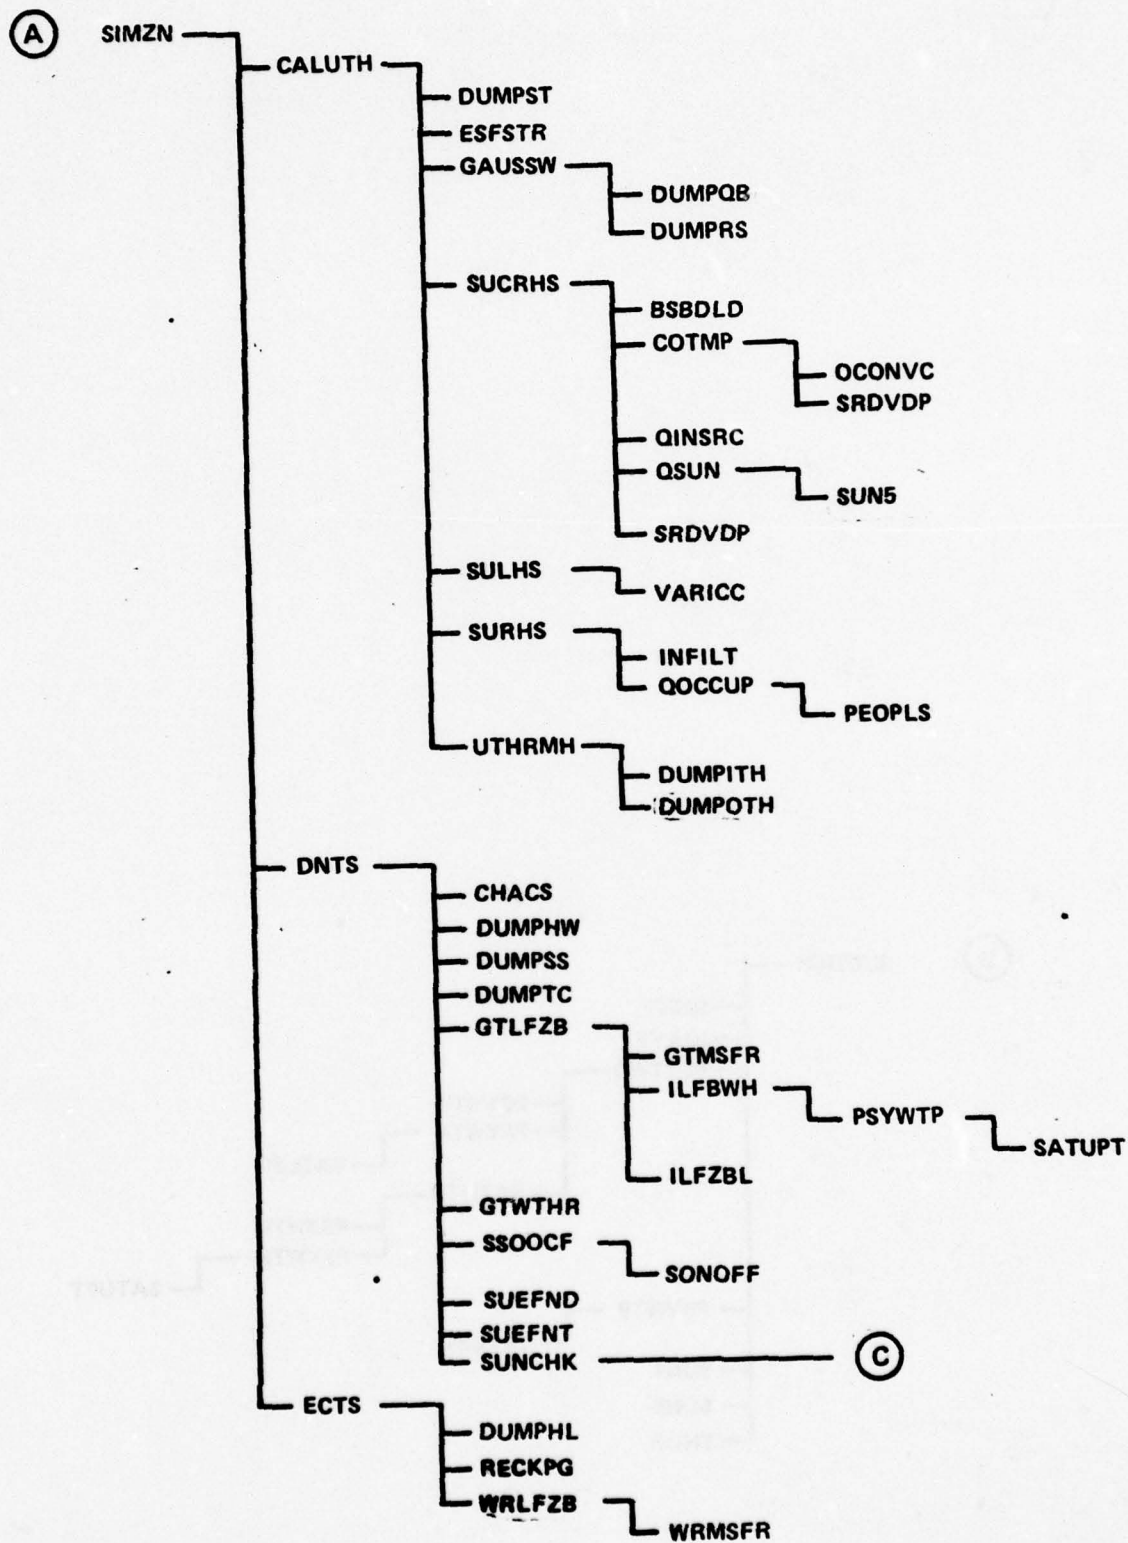 A SIMZN
CALUTH
DUMPST
ESFSTR
GAUSSW
DUMPQB
DUMPRS
SUCRHS
BSBDLD
COTMP
OCONVC
SRDVDP
QINSRC
QSUN
SUN5
SRDVDP
SULHS
VARICC
SURHS
INFILT
QOCCUP
PEOPLS
UTHRMH
DUMPITH
DUMPOTH
DNTS
CHACS
DUMPHW
DUMPSS
DUMPTC
GTLFZB
GTMSFR
ILFBWH
PSYWTP
SATUPT
ILFZBL
GTWTHR
SSOOCF
SONOFF
SUEFND
SUEFNT
SUNCHK C
ECTS
DUMPHL
RECKPG
WRLFZB
WRMSFR